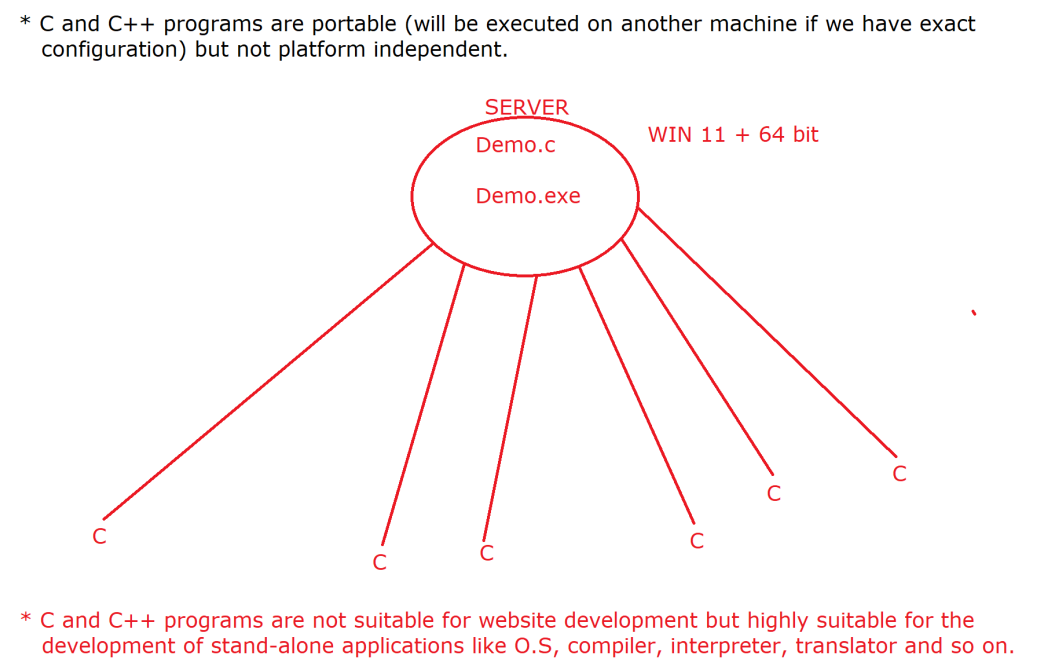 * C and C++ programs are portable (will be executed on another machine if we have exact
configuration) but not platform independent.
SERVER
WIN 11 + 64 bit
Demo.c
Demo.exe
C
C
C
C
C
C
* C and C++ programs are not suitable for website development but highly suitable for the
development of stand-alone applications like O.S, compiler, interpreter, translator and so on.